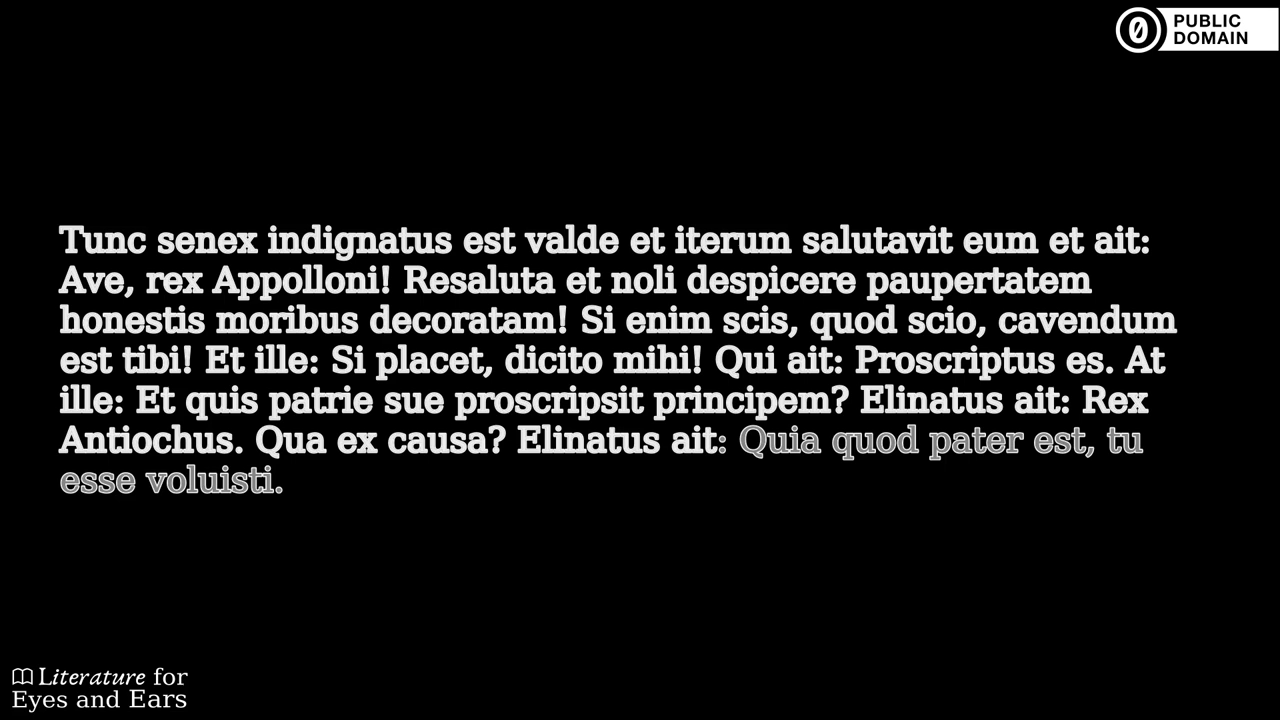 PUBLIC
DOMAIN
Tunc senex indignatus est valde et iterum salutavit eum et ait:
Ave, rex Appolloni! Resaluta et noli despicere paupertatem
honestis moribus decoratam! Si enim scis, quod scio, cavendum
est tibi! Et ille: Si placet, dicito mihi! Qui ait: Proscriptus es. At
ille: Et quis patrie sue proscripsit principem? Elinatus ait: Rex
Antiochus. Qua ex causa? Elinatus ait: Quia quod pater est, tu
esse voluisti.
Literature for
Eyes and Ears